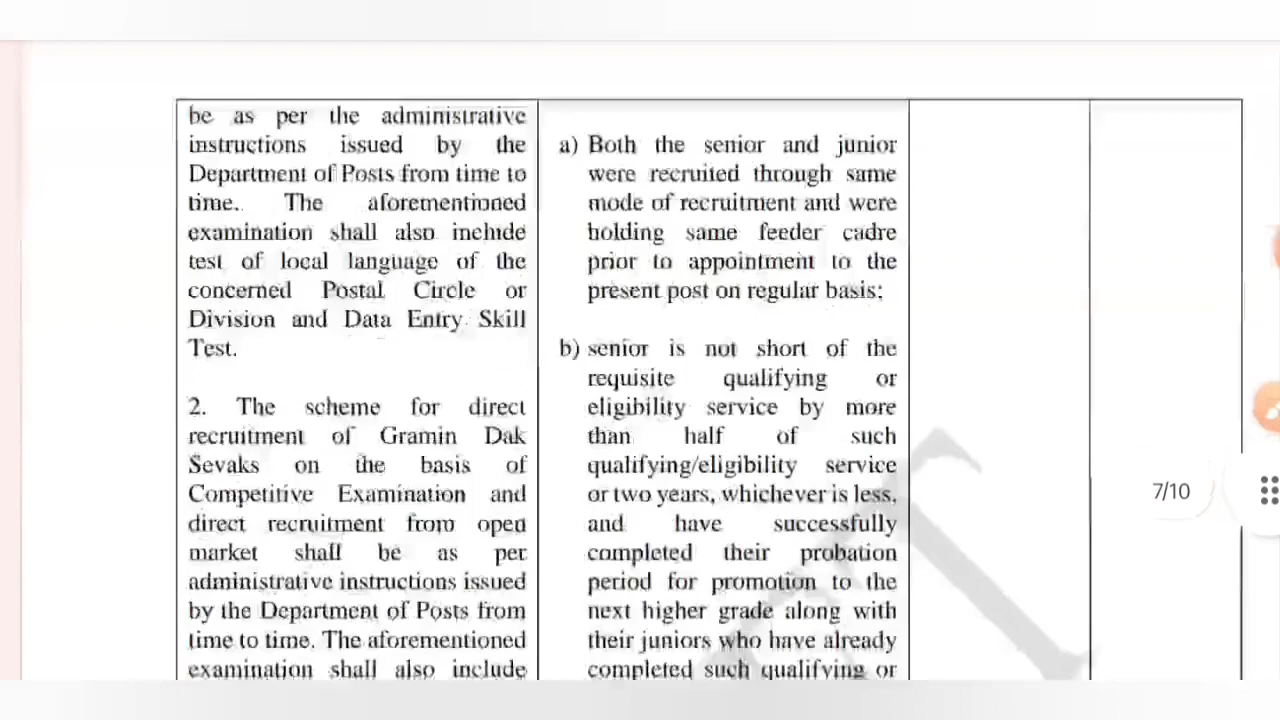 be as per the administrative
instructions issued by the
Department of Posts from time to
time. The aforementioned
examination shall also include
test of local language of the
concerned Postal Circle or
Division and Data Entry Skill
Test.
2. The scheme for direct
recruitment of Gramin Dak
Sevaks on the basis of
Competitive Examination and
direct recruitment from open
market shall be as per
administrative instructions issued
by the Department of Posts from
time to time. The aforementioned
examination shall also include
a) Both the senior and junior
were recruited through same
mode of recruitment and were
holding same feeder cadre
prior to appointment to the
present post on regular basis;
b) senior is not short of the
requisite qualifying or
eligibility service by more
than half of such
qualifying/eligibility service
or two years, whichever is less,
and have successfully
completed their probation
period for promotion to the
next higher grade along with
their juniors who have already
completed such qualifying or
7/10